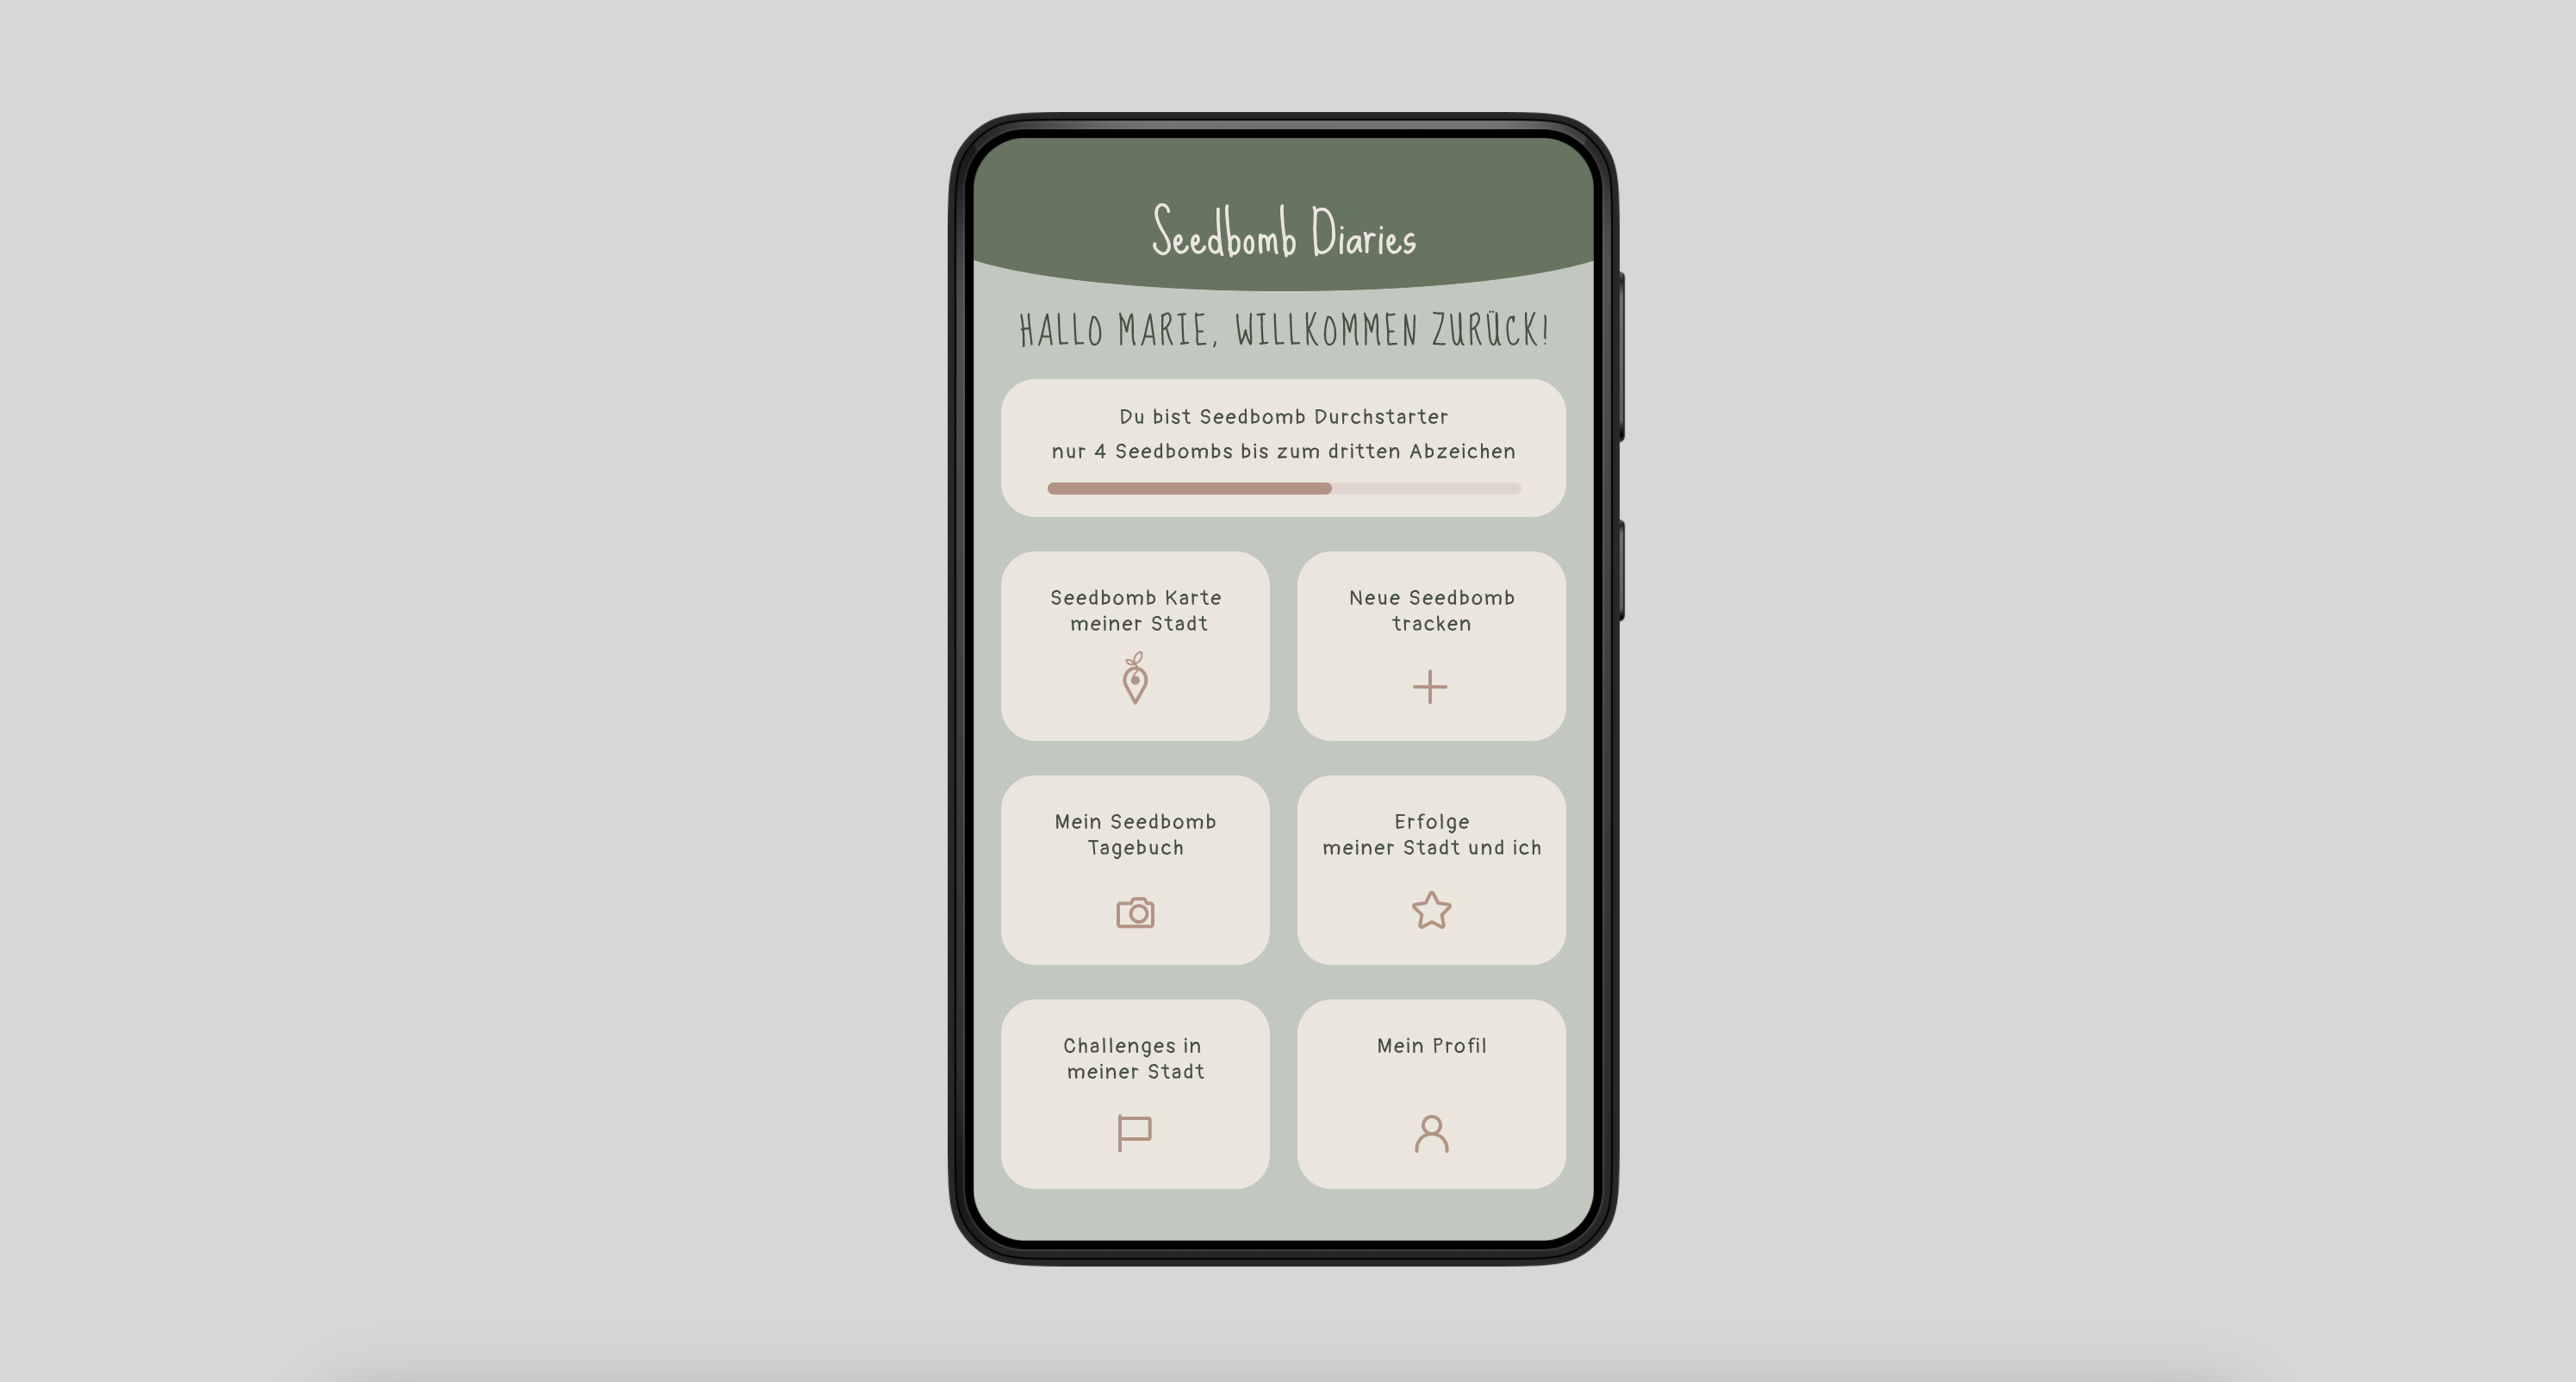 Seedbomb Diaries
HALLO MARIE, WILLKOMMEN ZURÜCK!
Du bist Seedbomb Durchstarter
nur 4 Seedbombs bis zum dritten Abzeichen
Seedbomb Karte
meiner Stadt
Neue Seedbomb
tracken
Mein Seedbomb
Tagebuch
Erfolge
meiner Stadt und ich
Challenges in
meiner Stadt
Mein Profil